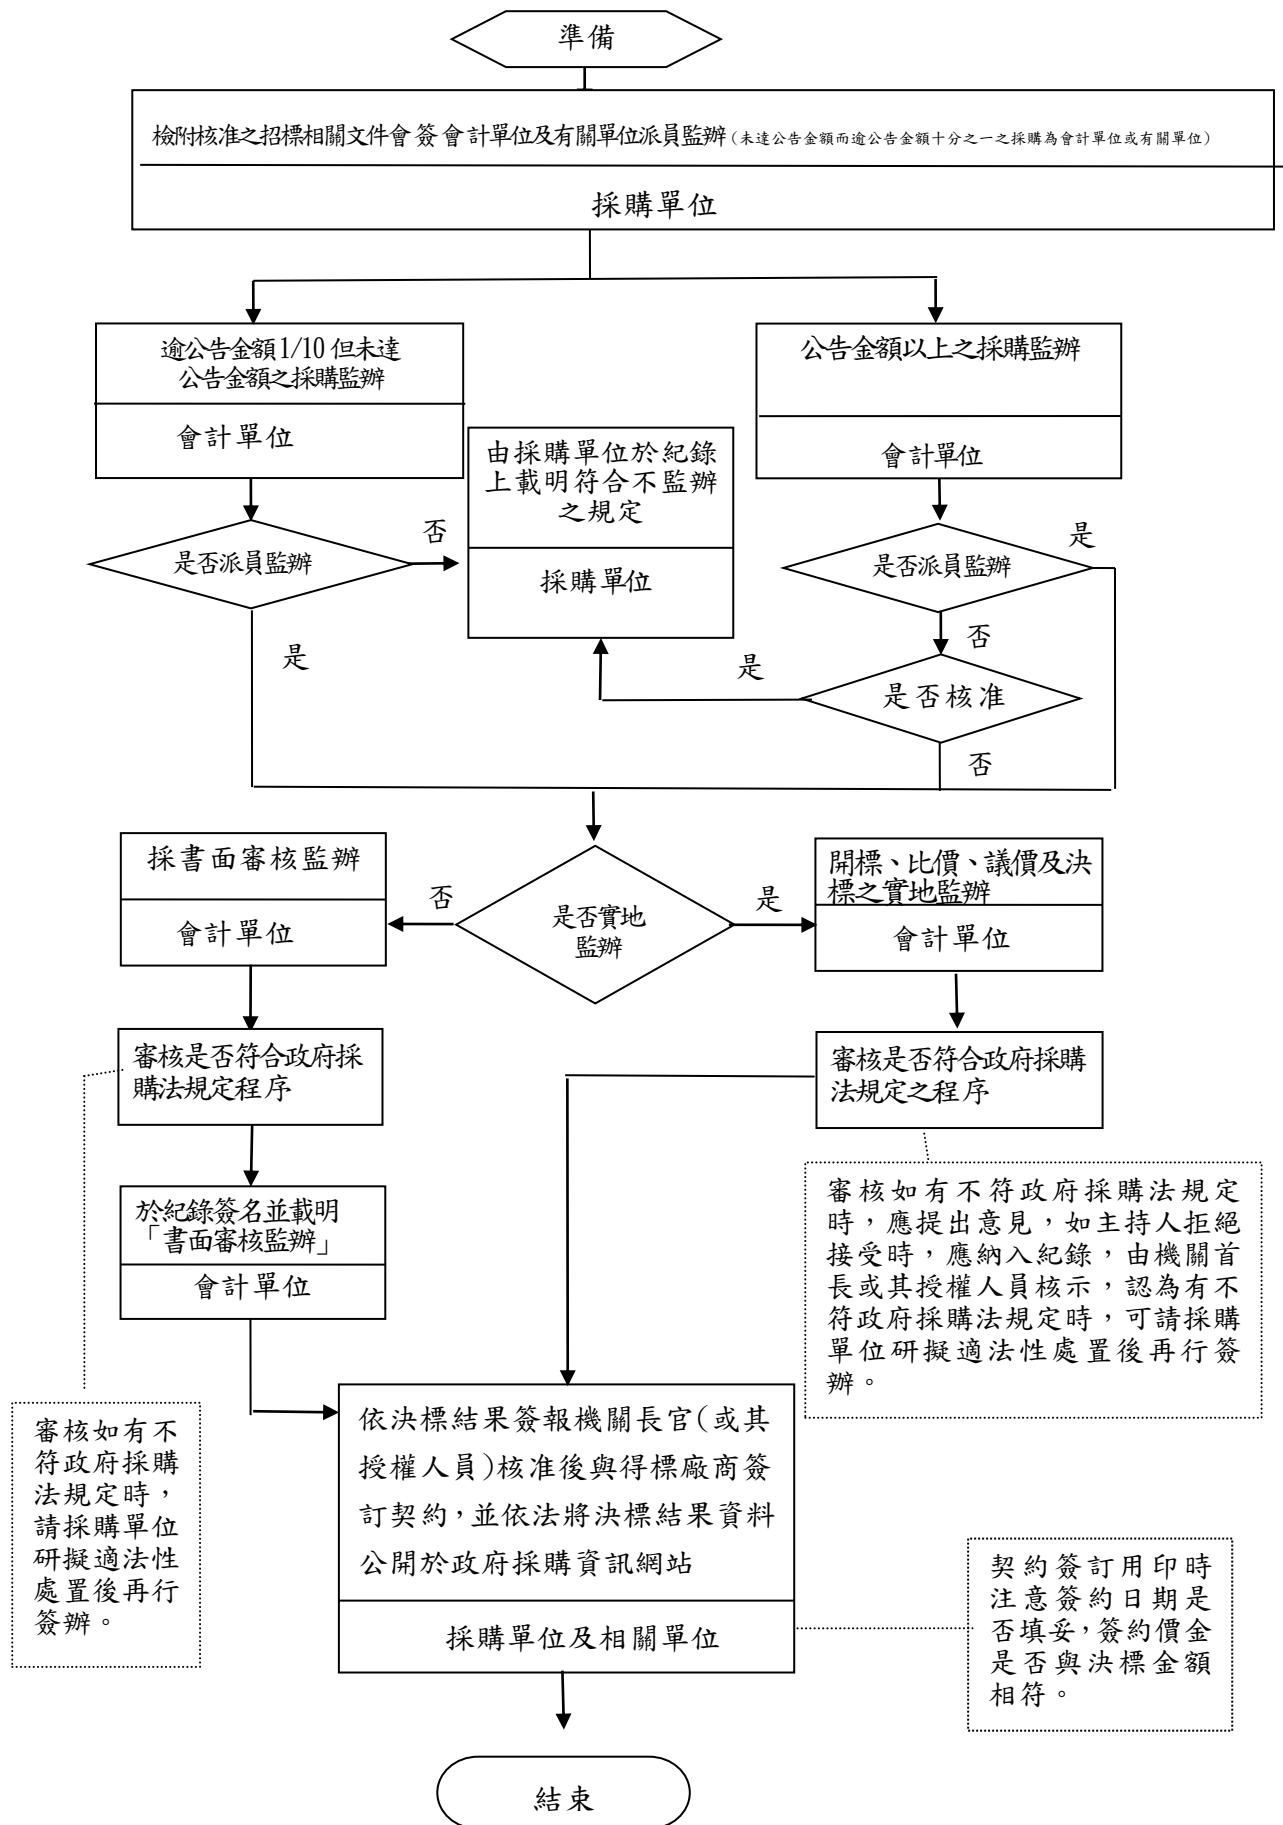 準備
檢附核准之招標相關文件會簽會計單位及有關單位派員監辦(未達公告金額而逾公告金額十分之一之採購為會計單位或有關單位)
採購單位
逾公告金額1/10但未達
公告金額之採購監辦
會計單位
公告金額以上之採購監辦
會計單位
由採購單位於紀錄
上載明符合不監辦
之規定
採購單位
是否派員監辦
否
是
是否派員監辦
是
否
是否核准
是
否
採書面審核監辦
會計單位
否
是否實地
監辦
是
開標、比價、議價及決
標之實地監辦
會計單位
審核是否符合政府採
購法規定程序
審核是否符合政府採購
法規定之程序
於紀錄簽名並載明
「書面審核監辦」
會計單位
審核如有不符政府採購法規定
時，應提出意見，如主持人拒絕
接受時，應納入紀錄，由機關首
長或其授權人員核示，認為有不
符政府採購法規定時，可請採購
單位研擬適法性處置後再行簽
辦。
審核如有不
符政府採購
法規定時，
請採購單位
研擬適法性
處置後再行
簽辦。
依決標結果簽報機關長官(或其
授權人員)核准後與得標廠商簽
訂契約，並依法將決標結果資料
公開於政府採購資訊網站
採購單位及相關單位
契約簽訂用印時
注意簽約日期是
否填妥，簽約價金
是否與決標金額
相符。
結束